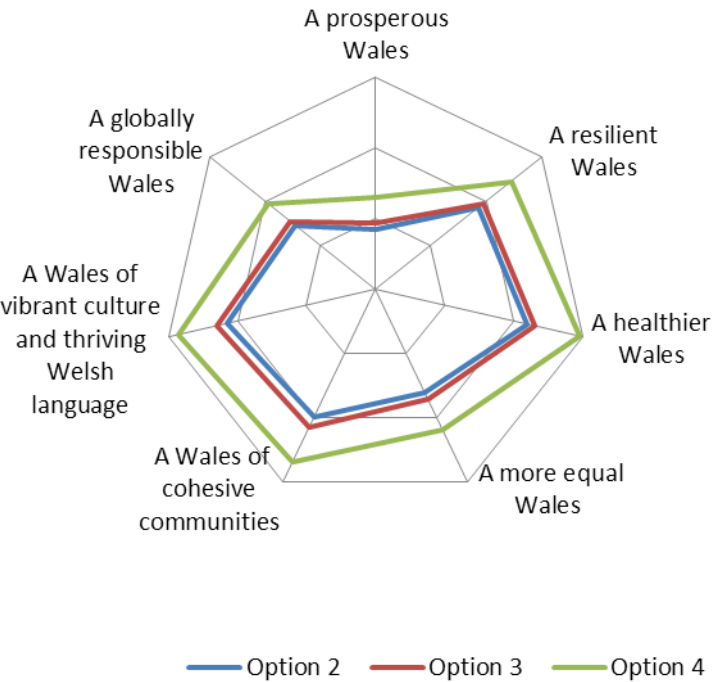 A prosperous
Wales
A resilient
Wales
A healthier
Wales
A more equal
Wales
A Wales of
cohesive
communities
A Wales of
vibrant culture
and thriving
Welsh
language
A globally
responsible
Wales
Option 2
Option 3
Option 4